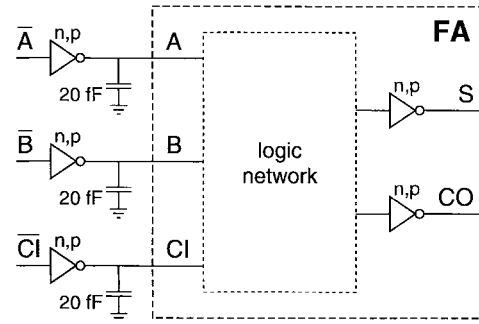 FA
A̅ n,p A
20 fF
n,p S
B̅ n,p B
20 fF
logic
network
n,p CO
C̅I̅ n,p CI
20 fF